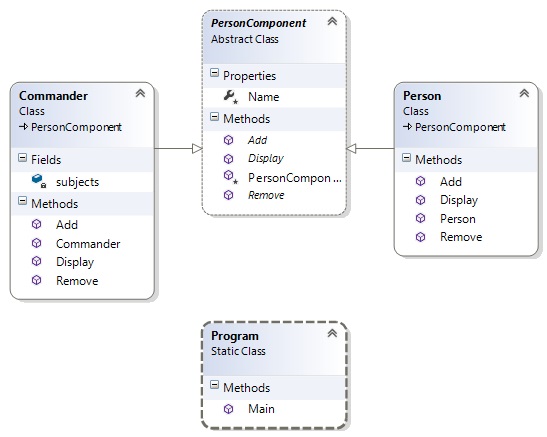 PersonComponent
Abstract Class
Properties
Name
Methods
Add
Display
PersonCompon ...
Remove
Commander
Class
PersonComponent
Fields
subjects
Methods
Add
Commander
Display
Remove
Person
Class
PersonComponent
Methods
Add
Display
Person
Remove
Program
Static Class
Methods
Main